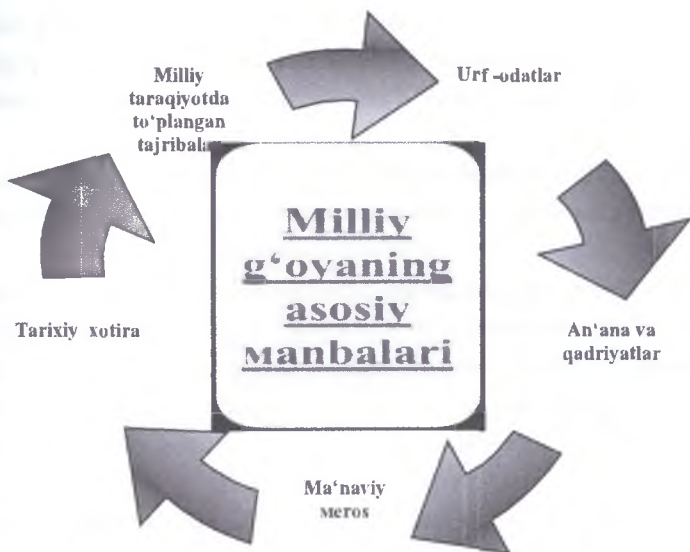 Milliy
taraqiyotda
to‘plangan
tajribalar
Urf-odatlar
Milliy
g‘oyaning
asosiy
manbalari
Tarixiy xotira
An‘ana va
qadriyatlar
Ma‘naviy
meros